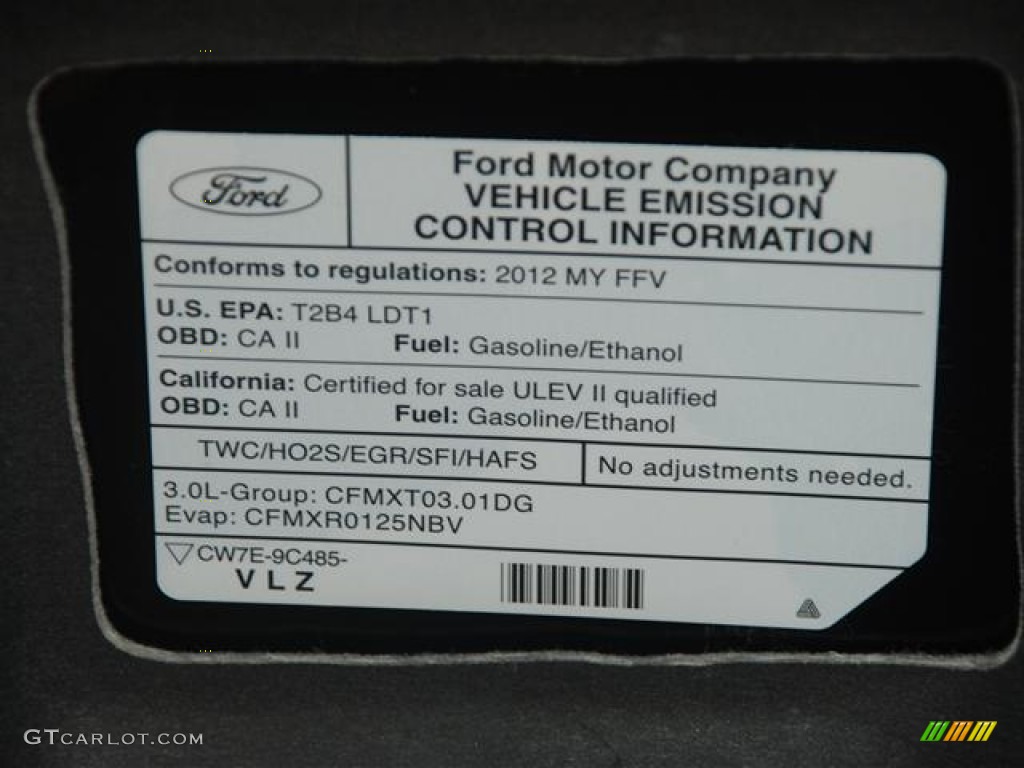 Ford
Ford Motor Company
VEHICLE EMISSION
CONTROL INFORMATION
Conforms to regulations: 2012 MY FFV
U.S. EPA: T2B4 LDT1
OBD: CA II Fuel: Gasoline/Ethanol
California: Certified for sale ULEV II qualified
OBD: CA II Fuel: Gasoline/Ethanol
TWC/HO2S/EGR/SFI/HAFS No adjustments needed.
3.0L-Group: CFMXT03.01DG
Evap: CFMXR0125NBV
CW7E-9C485-
VLZ
GTCARLOT.COM